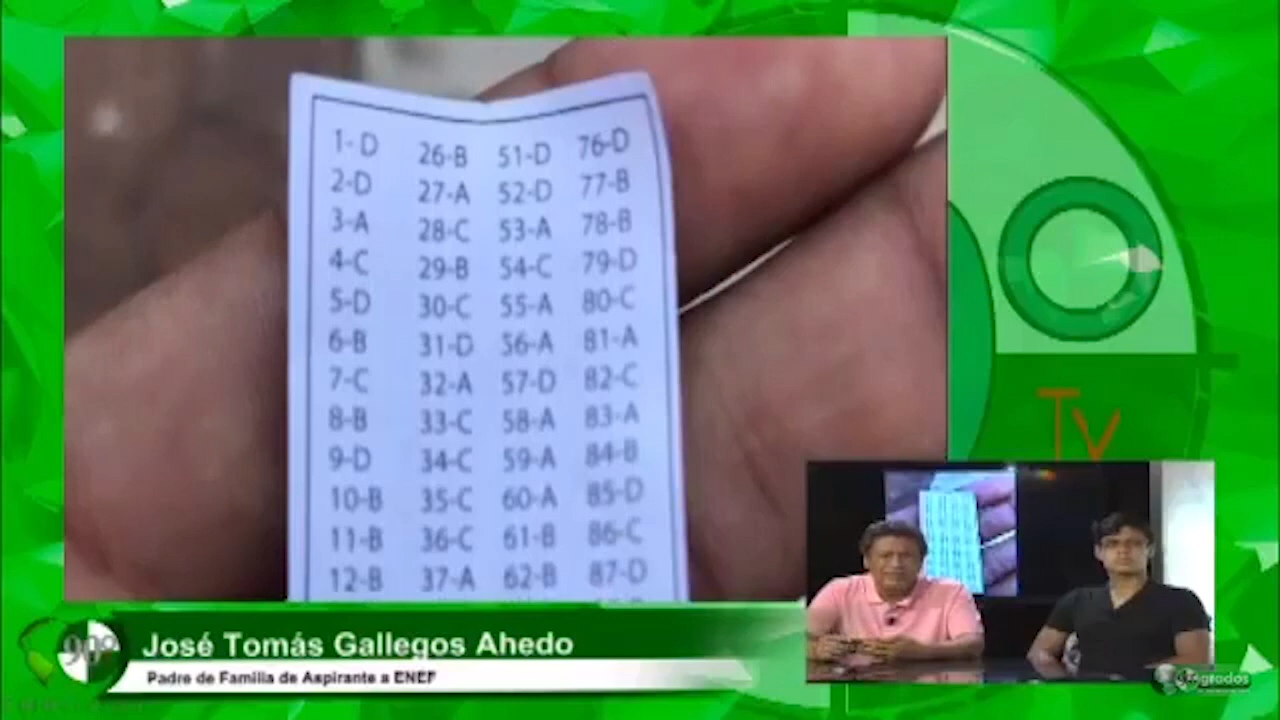 1-D 26-B 51-D 76-D
2-D 27-A 52-D 77-B
3-A 28-C 53-A 78-B
4-C 29-B 54-C 79-D
5-D 30-C 55-A 80-C
6-B 31-D 56-A 81-A
7-C 32-A 57-D 82-C
8-B 33-C 58-A 83-A
9-D 34-C 59-A 84-B
10-B 35-C 60-A 85-D
11-B 36-C 61-B 86-C
12-B 37-A 62-B 87-D
Tv
90°
José Tomás Gallegos Ahedo
Padre de Familia de Aspirante a ENEF